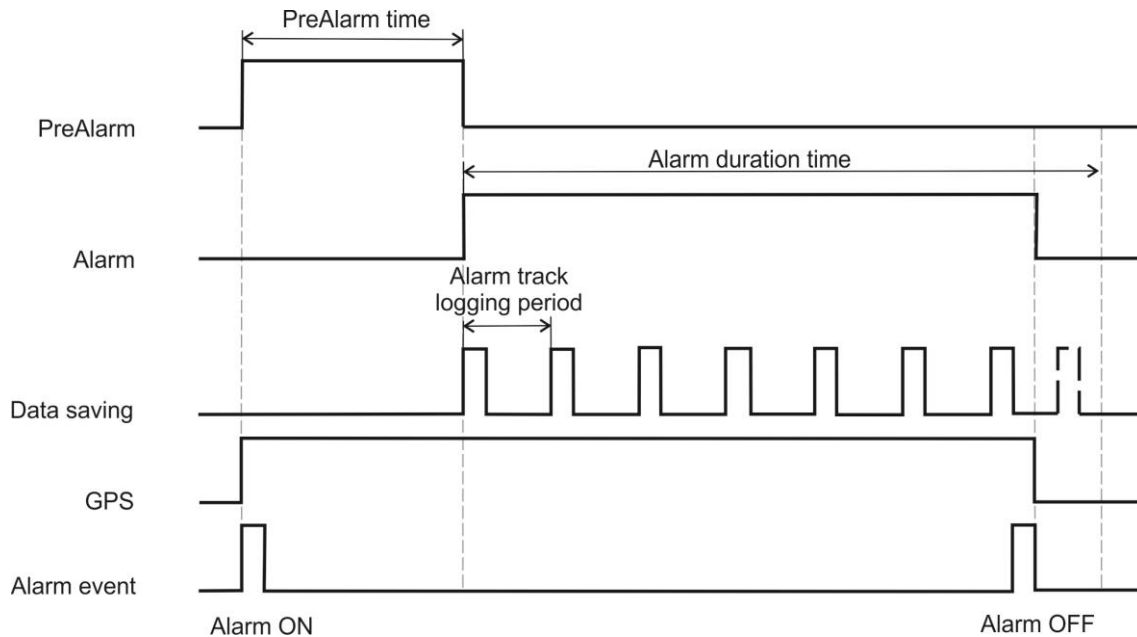 PreAlarm time
PreAlarm
Alarm duration time
Alarm
Alarm track
logging period
Data saving
GPS
Alarm event
Alarm ON
Alarm OFF